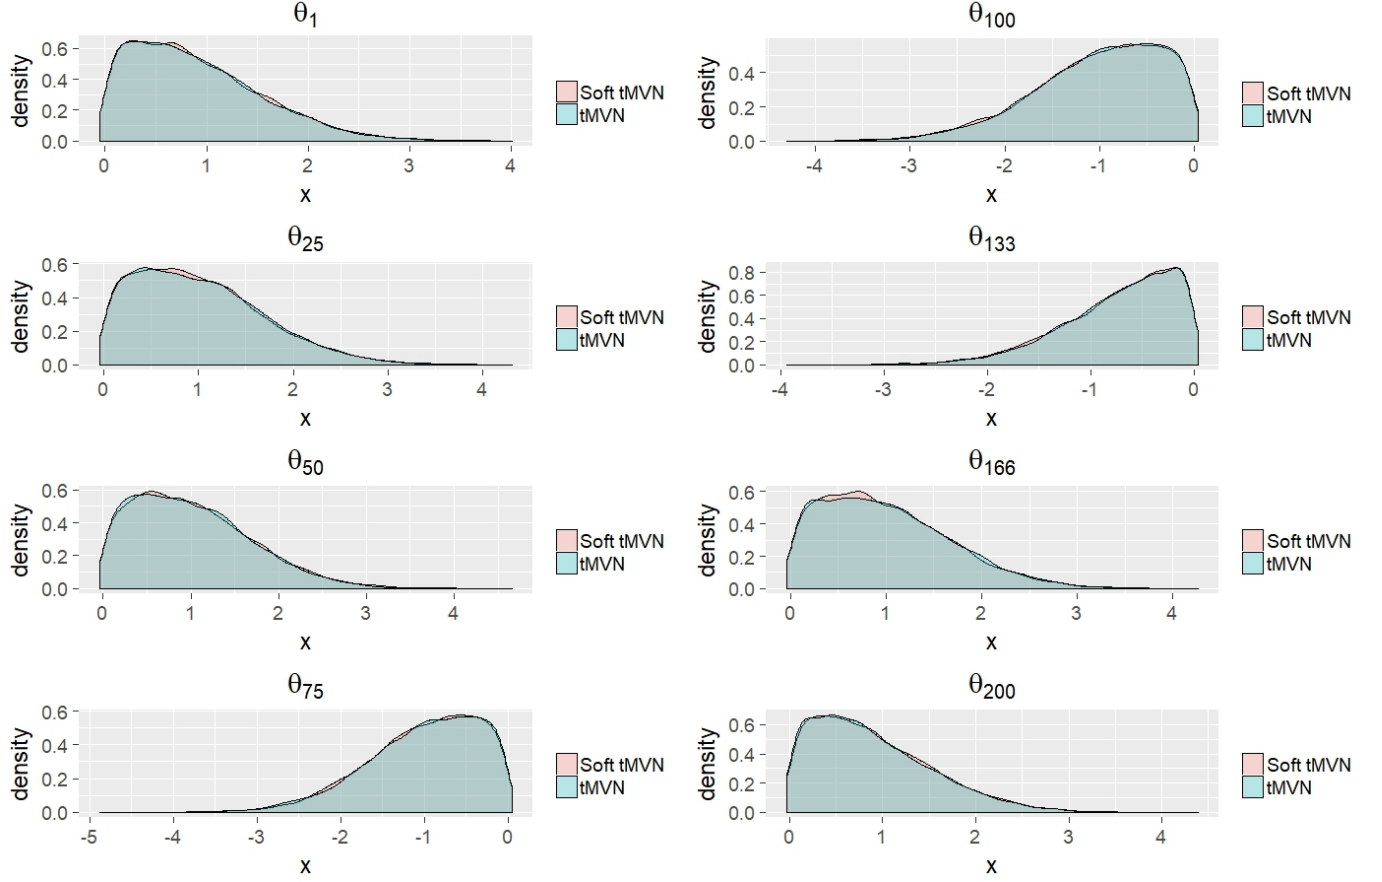 θ1
density
0.6
0.4
0.2
0.0
0 1 2 3 4
x
Soft tMVN
tMVN
θ100
density
0.4
0.2
0.0
-4 -3 -2 -1 0
x
Soft tMVN
tMVN
θ25
density
0.6
0.4
0.2
0.0
0 1 2 3 4
x
Soft tMVN
tMVN
θ133
density
0.8
0.6
0.4
0.2
0.0
-4 -3 -2 -1 0
x
Soft tMVN
tMVN
θ50
density
0.6
0.4
0.2
0.0
0 1 2 3 4
x
Soft tMVN
tMVN
θ166
density
0.6
0.4
0.2
0.0
0 1 2 3 4
x
Soft tMVN
tMVN
θ75
density
0.6
0.4
0.2
0.0
-5 -4 -3 -2 -1 0
x
Soft tMVN
tMVN
θ200
density
0.6
0.4
0.2
0.0
0 1 2 3 4
x
Soft tMVN
tMVN